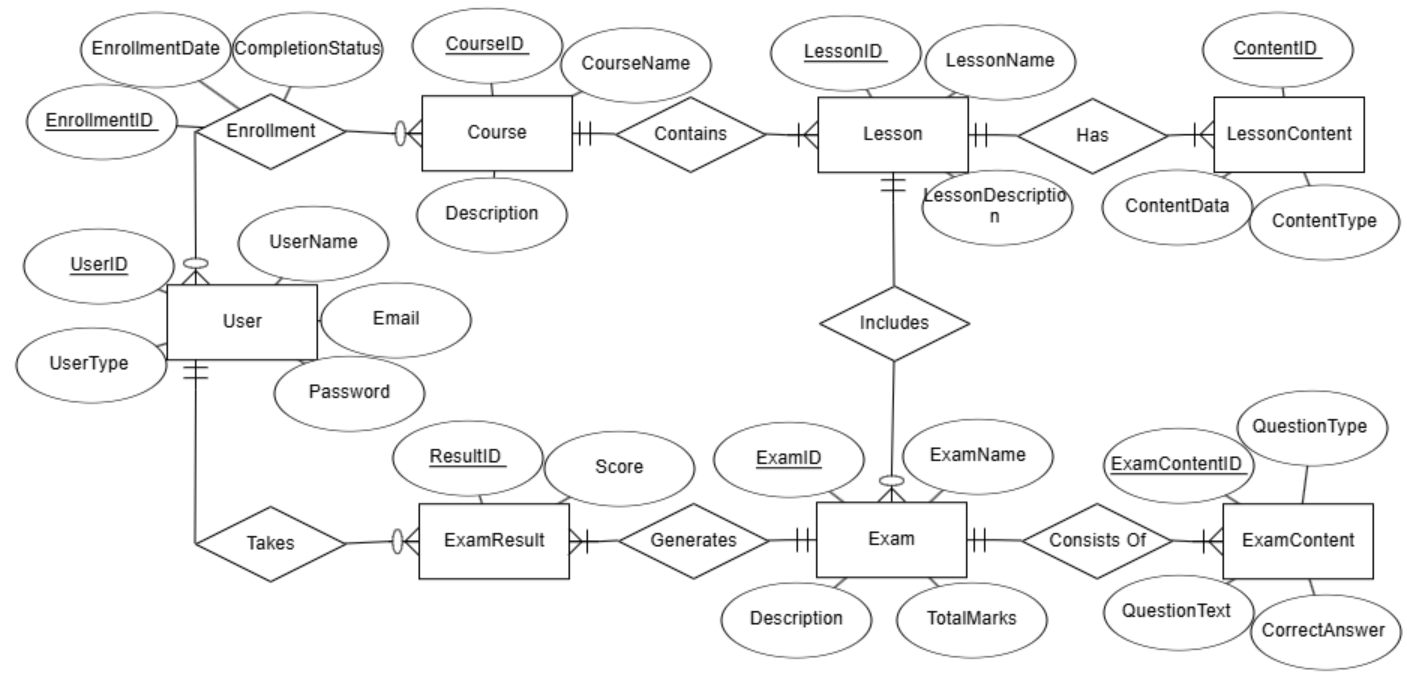 EnrollmentDate
CompletionStatus
CourseID
CourseName
LessonID
LessonName
ContentID
EnrollmentID
Enrollment
Course
Contains
Lesson
Has
LessonContent
Description
LessonDescriptio
n
ContentData
ContentType
UserID
UserName
User
Email
UserType
Password
Includes
ResultID
Score
ExamID
ExamName
ExamContentID
QuestionType
Takes
ExamResult
Generates
Exam
Consists Of
ExamContent
Description
TotalMarks
QuestionText
CorrectAnswer